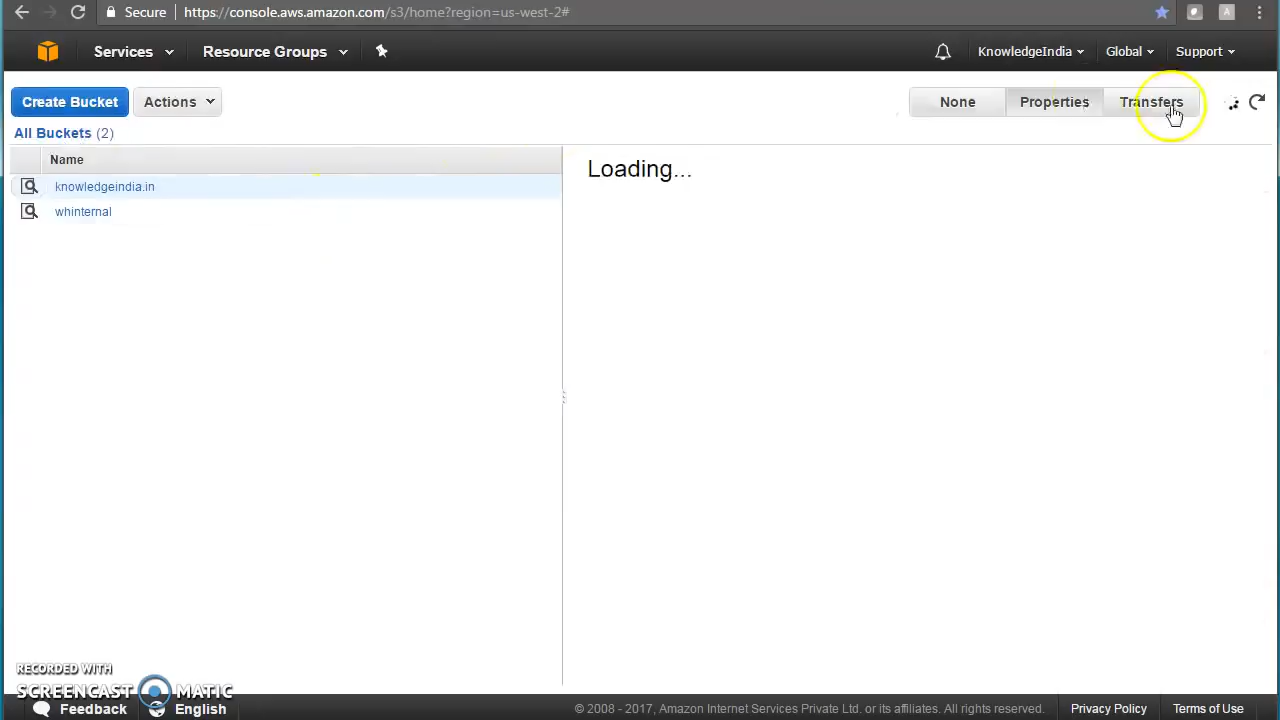 Secure https://console.aws.amazon.com/s3/home?region=us-west-2#
Services Resource Groups KnowledgeIndia Global Support
Create Bucket Actions None Properties Transfers
All Buckets (2)
Name
Loading...
knowledgeindia.in
whinternal
RECORDED WITH
SCREENCAST MATIC
Feedback English © 2008 - 2017, Amazon Internet Services Private Ltd. or its affiliates. All rights reserved. Privacy Policy Terms of Use